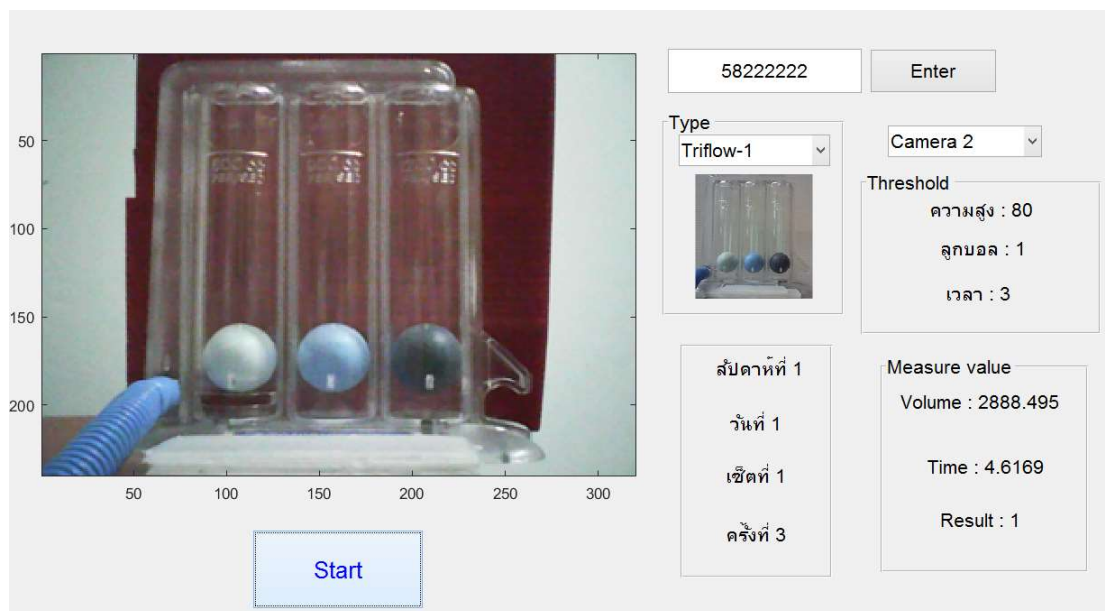 58222222
Enter
Type
Triflow-1
Camera 2
Threshold
ความสูง : 80
ลูกบอล : 1
เวลา : 3
50
100
150
200
50
100
150
200
250
300
สัปดาห์ที่ 1
วันที่ 1
เซ็ตที่ 1
ครั้งที่ 3
Measure value
Volume : 2888.495
Time : 4.6169
Result : 1
Start